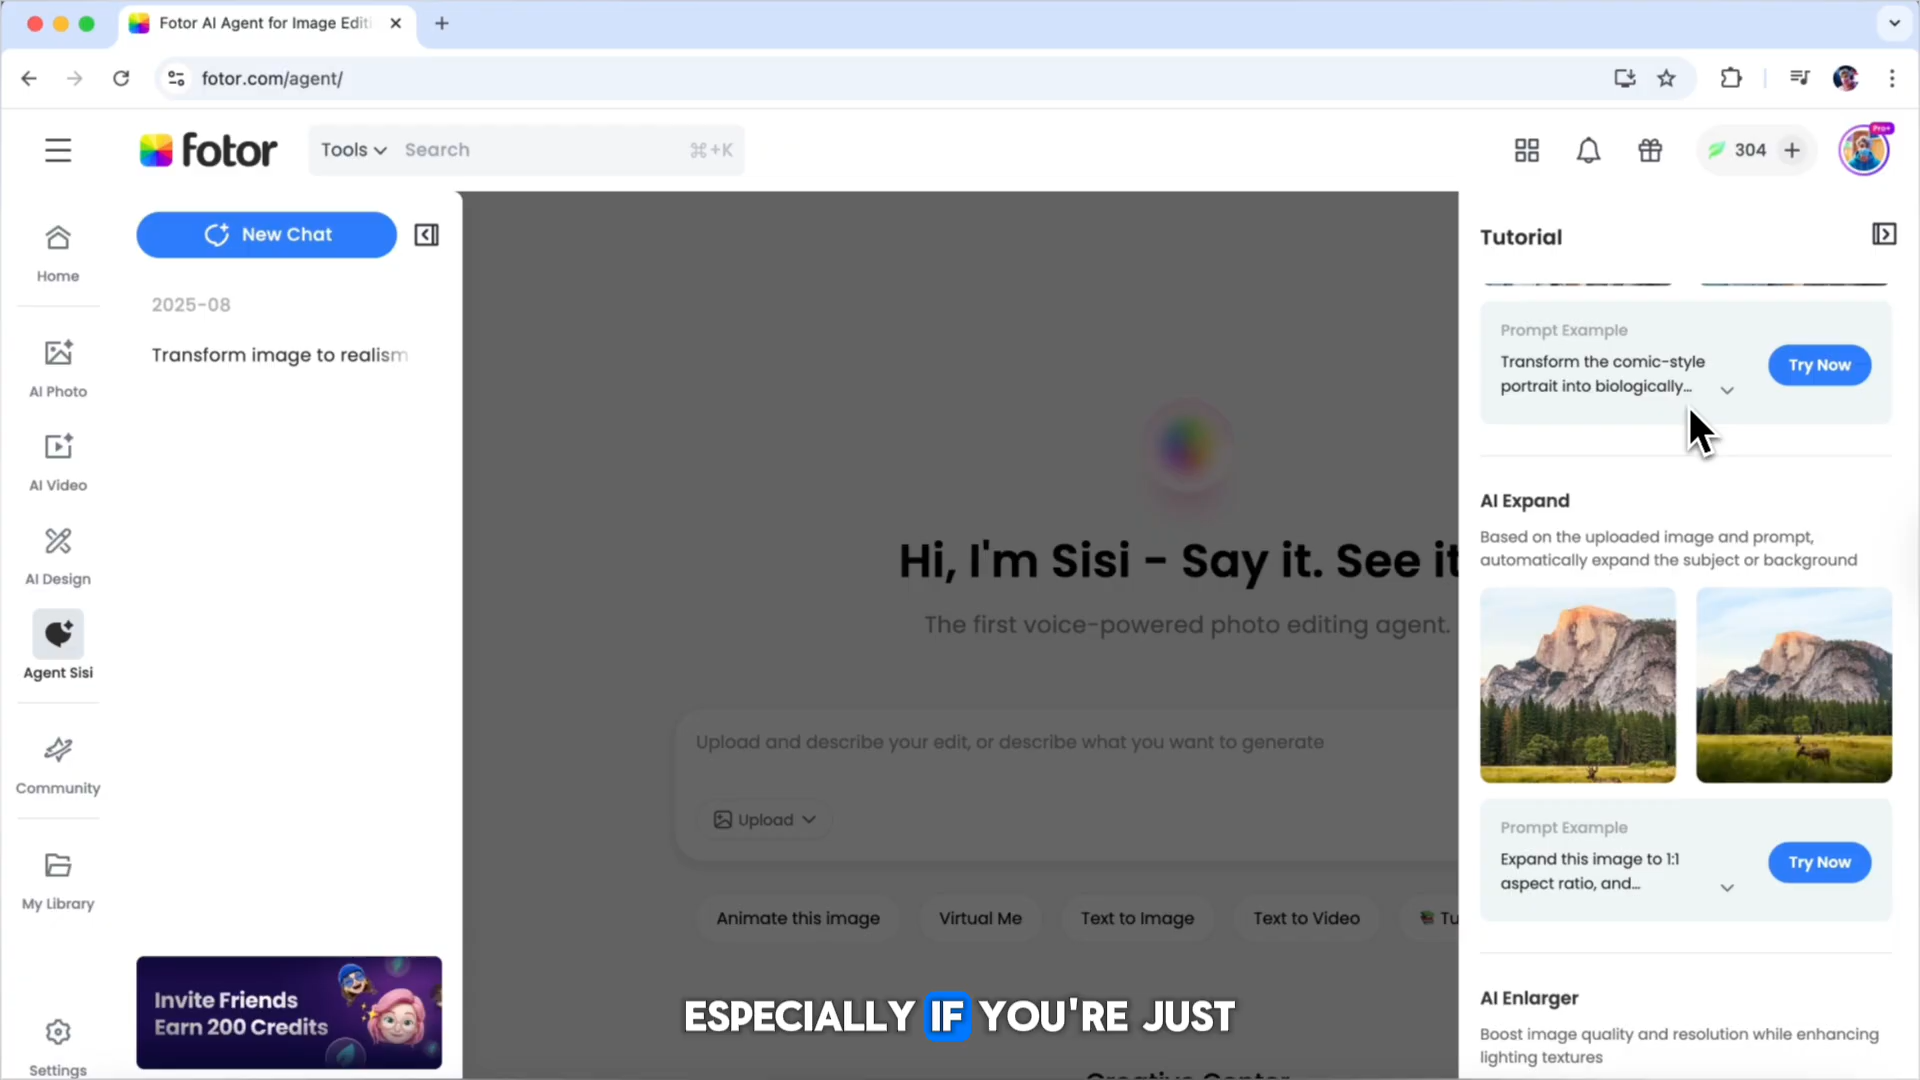 Fotor AI Agent for Image Edit
fotor.com/agent/
fotor
Tools
Search
⌘+K
304
Pro+
New Chat
2025-08
Transform image to realism
Home
AI Photo
AI Video
AI Design
Agent Sisi
Community
My Library
Settings
Invite Friends
Earn 200 Credits
Hi, I'm Sisi - Say it. See it
The first voice-powered photo editing agent.
Upload and describe your edit, or describe what you want to generate
Upload
Animate this image
Virtual Me
Text to Image
Text to Video
Tu
ESPECIALLY IF YOU'RE JUST
Tutorial
Prompt Example
Transform the comic-style
portrait into biologically...
Try Now
AI Expand
Based on the uploaded image and prompt,
automatically expand the subject or background
Prompt Example
Expand this image to 1:1
aspect ratio, and...
Try Now
AI Enlarger
Boost image quality and resolution while enhancing
lighting textures